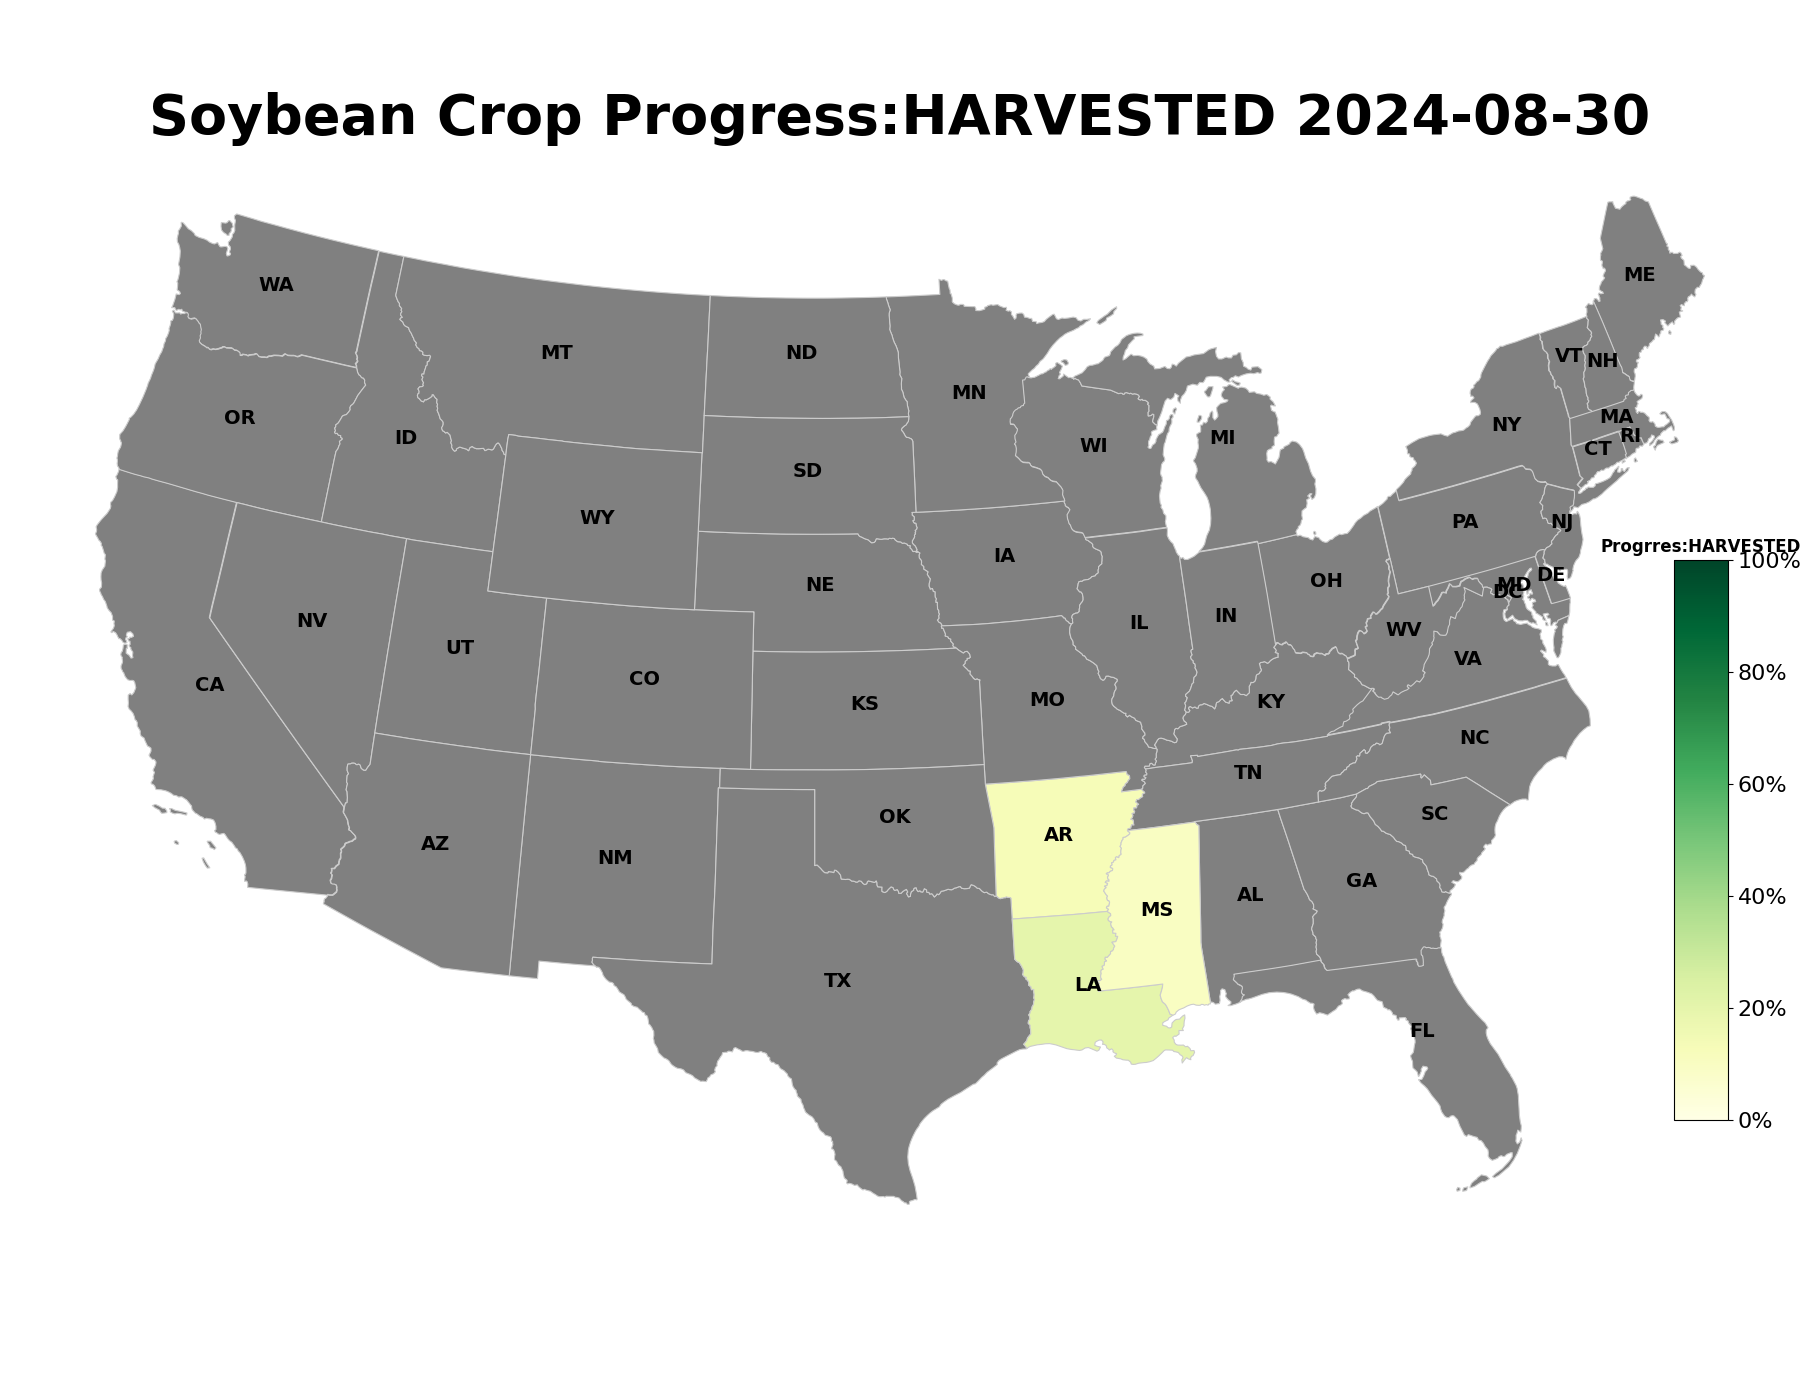 Soybean Crop Progress:HARVESTED 2024-08-30
ME
WA
MT
ND
VT
NH
MN
MA
OR
NY
RI
ID
MI
WI
CT
SD
WY
PA
NJ
Progrres:HARVESTED
100%
IA
DE
OH
MD
NE
DC
IN
NV
IL
WV
UT
VA
CO
80%
CA
MO
KY
KS
NC
TN
60%
OK
SC
AR
AZ
NM
GA
AL
40%
MS
TX
LA
20%
FL
0%